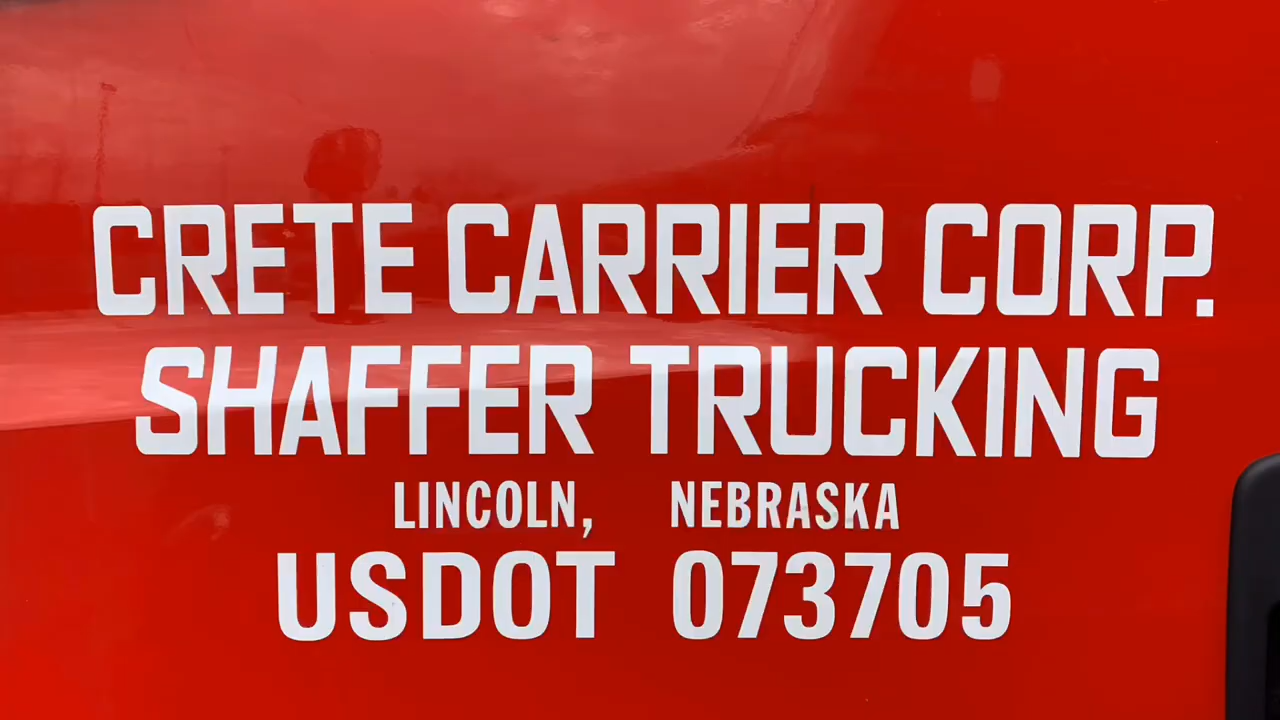 CRETE CARRIER CORP.
SHAFFER TRUCKING
LINCOLN, NEBRASKA
USDOT 073705